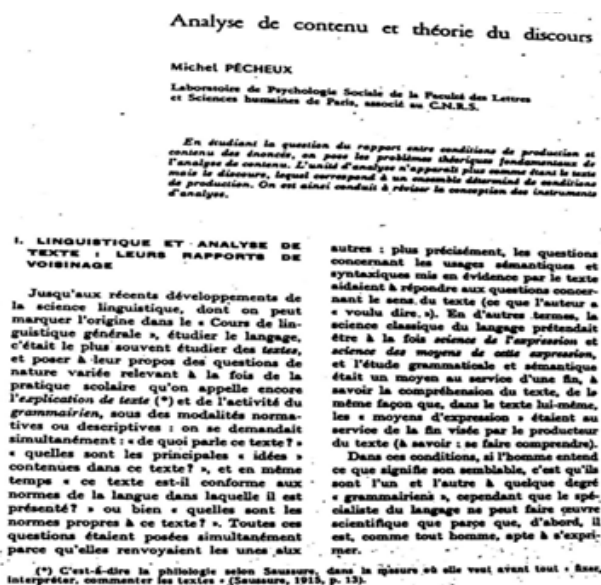 Analyse de contenu et théorie du discours
Michel PÊCHEUX
Laboratoire de Psychologie Sociale de la Faculté des Lettres
et Sciences humaines de Paris, associé au C.N.R.S.
En étudiant la question du rapport entre conditions de production et
contenu des énoncés, on pose les problèmes théoriques fondamentaux de
l'analyse de contenu. L'unité d'analyse n'apparaît plus comme étant le texte
mais le discours, lequel correspond à un ensemble déterminé de conditions
de production. On est ainsi conduit à réviser la conception des instruments
d'analyse.
I. LINGUISTIQUE ET ANALYSE DE
TEXTE : LEURS RAPPORTS DE
VOISINAGE
Jusqu'aux récents développements de
la science linguistique, dont on peut
marquer l'origine dans le « Cours de lin-
guistique générale », étudier le langage,
c'était le plus souvent étudier des textes,
et poser à leur propos des questions de
nature variée relevant à la fois de la
pratique scolaire qu'on appelle encore
l'explication de texte (*) et de l'activité du
grammairien, sous des modalités norma-
tives ou descriptives : on se demandait
simultanément : « de quoi parle ce texte ? »
« quelles sont les principales « idées »
contenues dans ce texte ? », et en même
temps « ce texte est-il conforme aux
normes de la langue dans laquelle il est
présenté ? » ou bien « quelles sont les
normes propres à ce texte ? ». Toutes ces
questions étaient posées simultanément
parce qu'elles renvoyaient les unes aux
autres : plus précisément, les questions
concernant les usages sémantiques et
syntaxiques mis en évidence par le texte
aidaient à répondre aux questions concer-
nant le sens du texte (ce que l'auteur a
« voulu dire »). En d'autres termes, la
science classique du langage prétendait
être à la fois science de l'expression et
science des moyens de cette expression,
et l'étude grammaticale et sémantique
était un moyen au service d'une fin, à
savoir la compréhension du texte, de la
même façon que, dans le texte lui-même,
les « moyens d'expression » étaient au
service de la fin visée par le producteur
du texte (à savoir : se faire comprendre).
Dans ces conditions, si l'homme entend
ce que signifie son semblable, c'est qu'ils
sont l'un et l'autre à quelque degré
« grammairiens », cependant que le spé-
cialiste du langage ne peut faire œuvre
scientifique que parce que, d'abord, il
est, comme tout homme, apte à s'expri-
mer.
(*) C'est-à-dire la philologie selon Saussure, dans la mesure où elle veut avant tout « fixer,
interpréter, commenter les textes » (Saussure, 1915, p. 13).